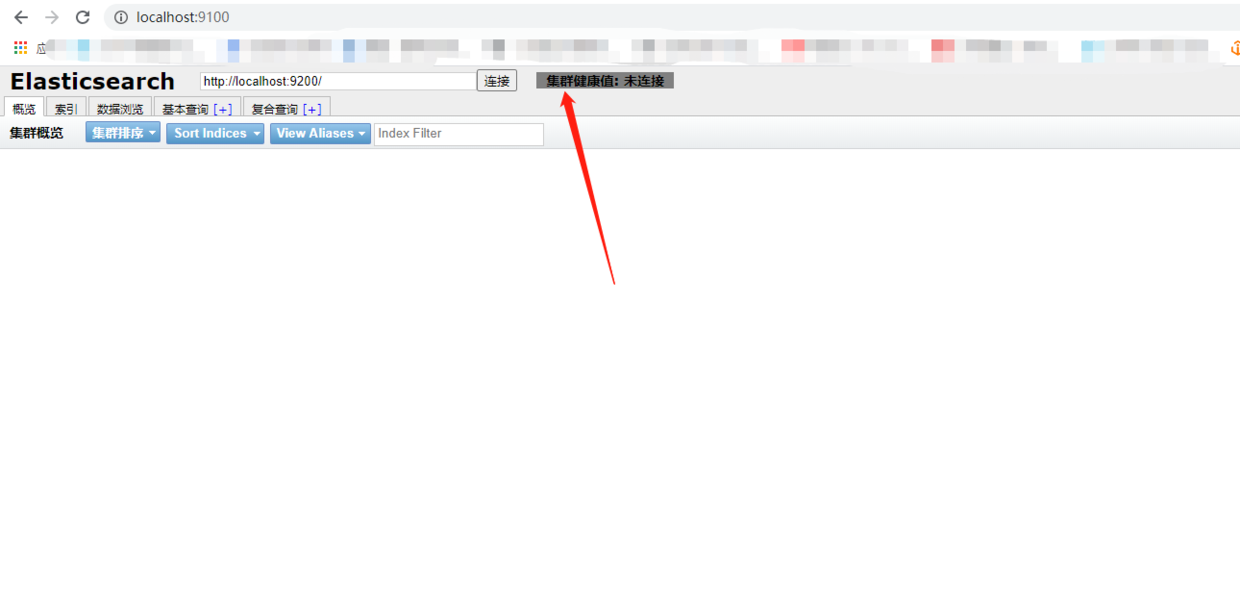 localhost:9100
应
Elasticsearch http://localhost:9200/ 连接 集群健康值: 未连接
概览 索引 数据浏览 基本查询 [+] 复合查询 [+]
集群概览 集群排序 Sort Indices View Aliases Index Filter